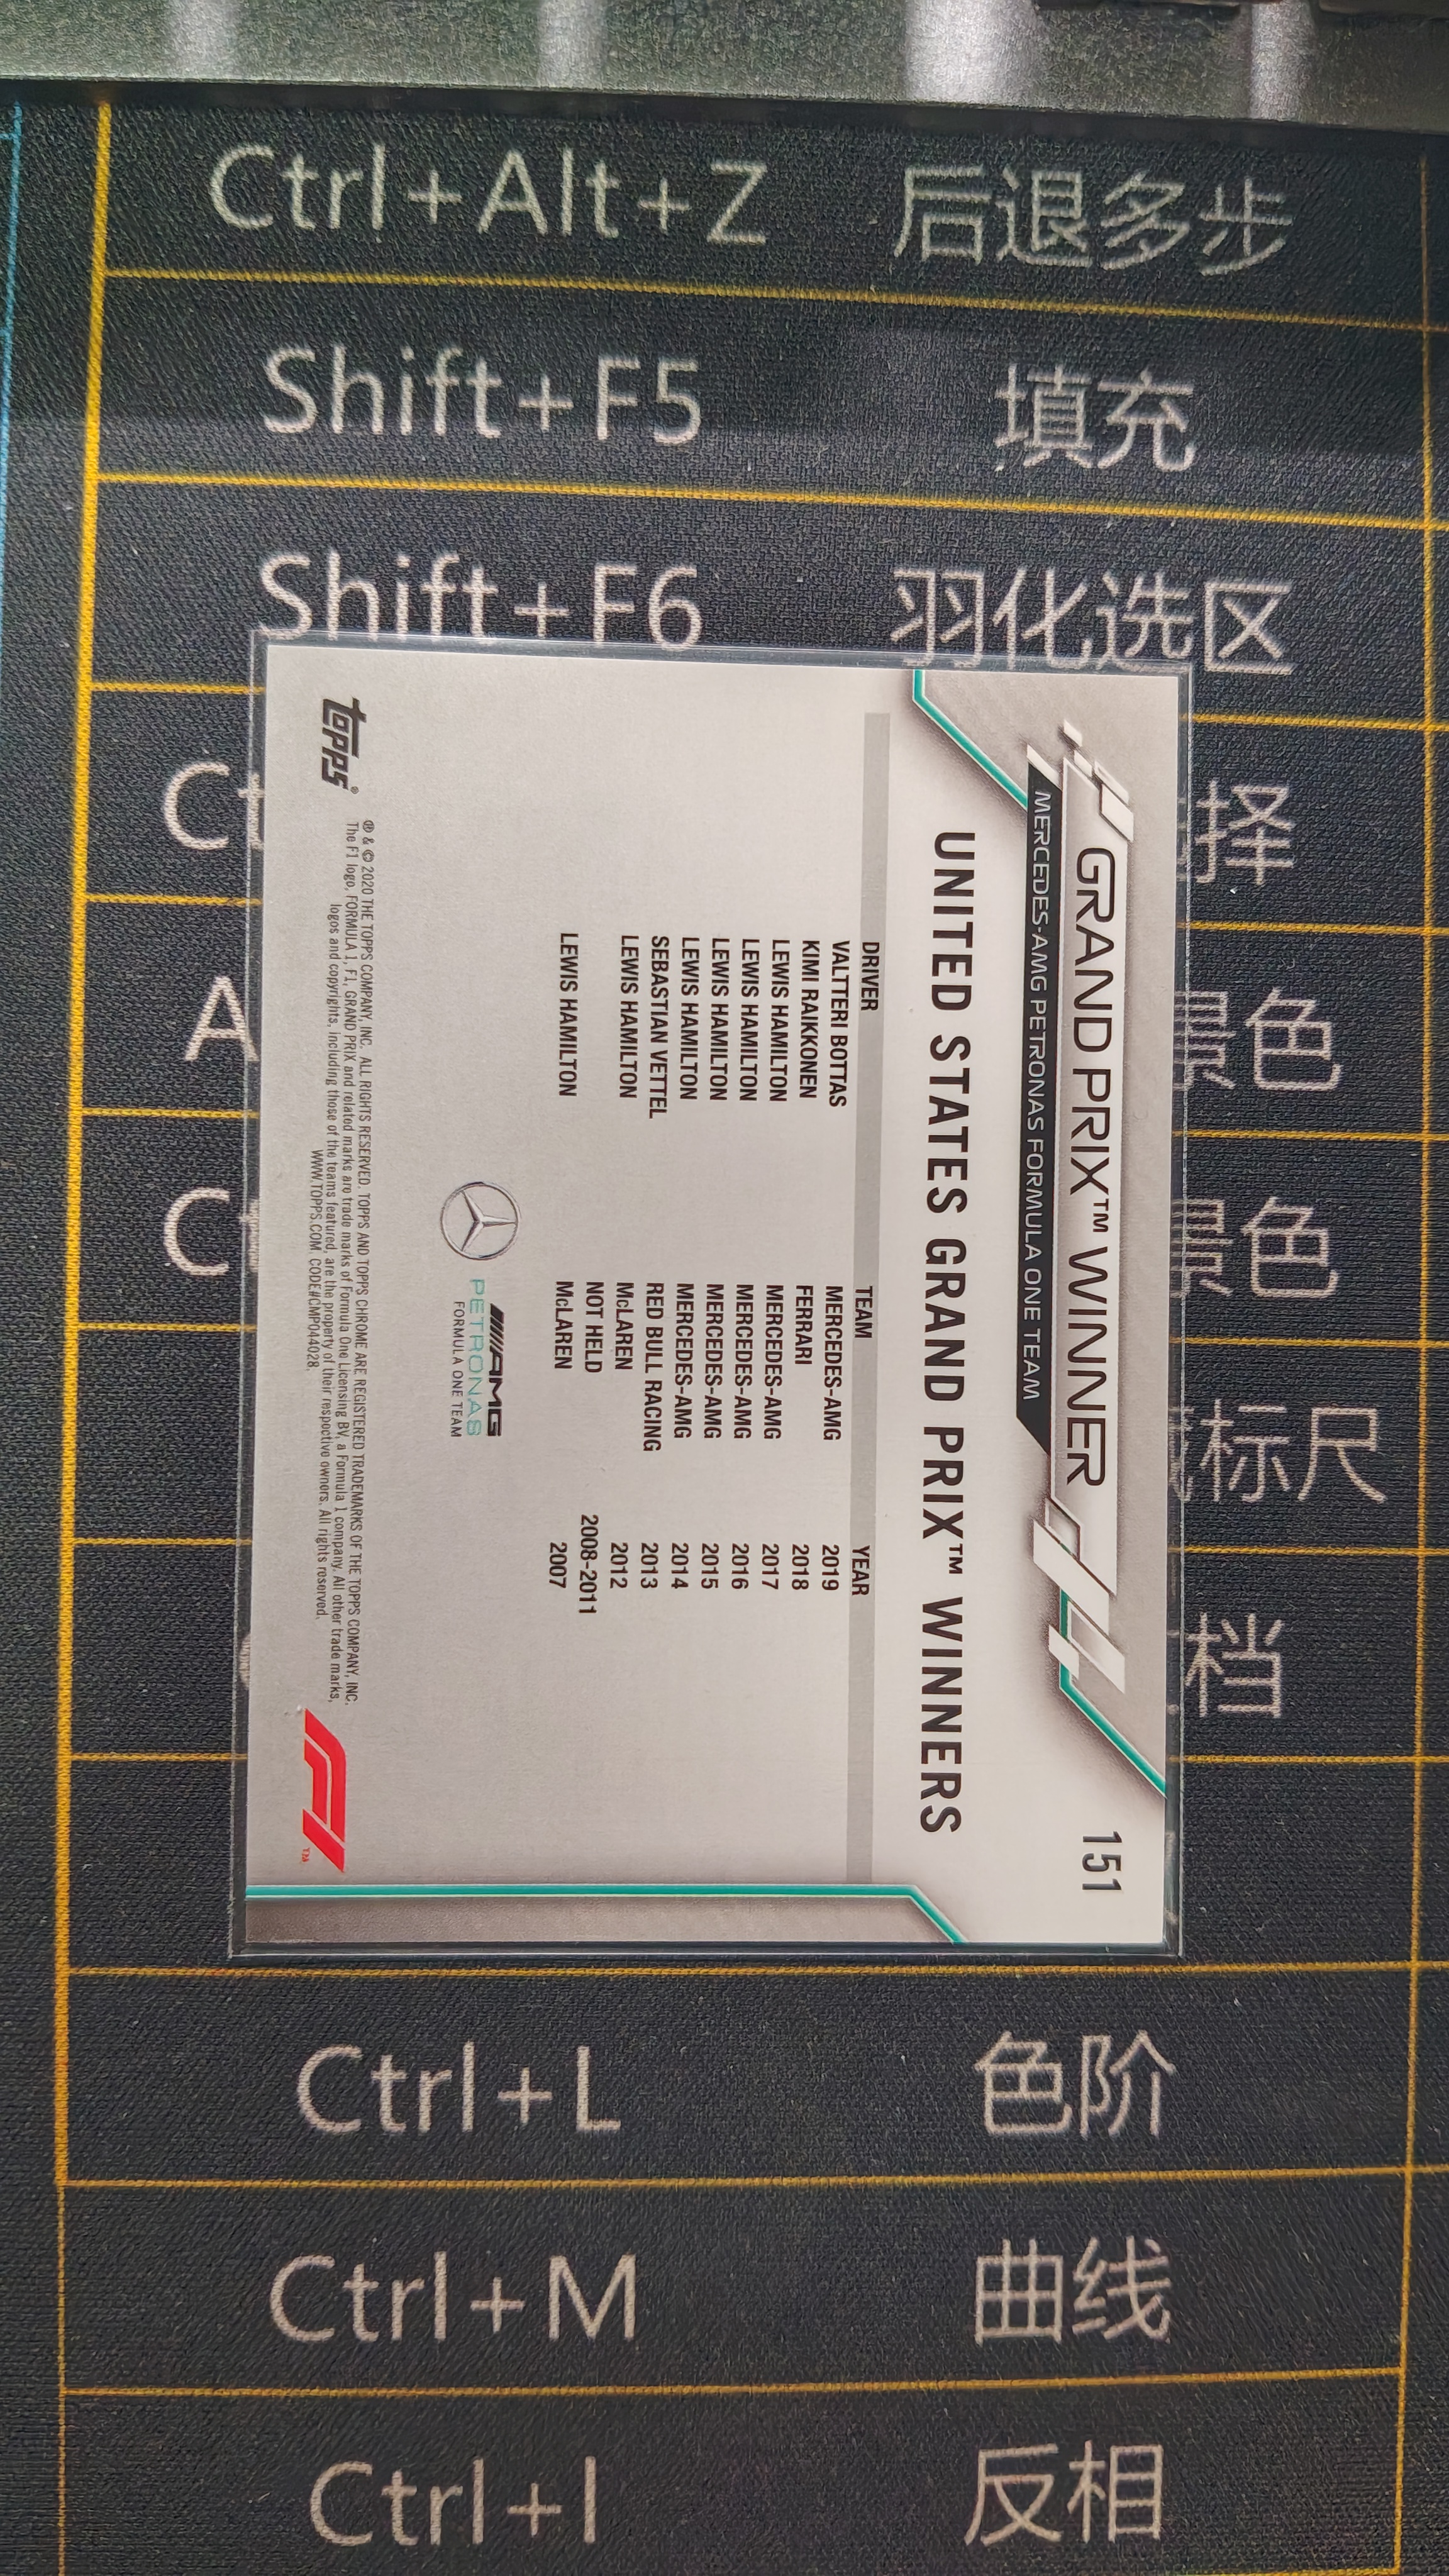 Ctrl+Alt+Z 后退多步
Shift+F5 填充
Shift+F6 羽化选区
择
A 色
色
标尺
档
Ctrl+L 色阶
Ctrl+M 曲线
Ctrl+I 反相
151
GRAND PRIX™ WINNER
MERCEDES-AMG PETRONAS FORMULA ONE TEAM
UNITED STATES GRAND PRIX™ WINNERS
DRIVER TEAM YEAR
VALTTERI BOTTAS MERCEDES-AMG 2019
KIMI RAIKKONEN FERRARI 2018
LEWIS HAMILTON MERCEDES-AMG 2017
LEWIS HAMILTON MERCEDES-AMG 2016
LEWIS HAMILTON MERCEDES-AMG 2015
LEWIS HAMILTON MERCEDES-AMG 2014
SEBASTIAN VETTEL RED BULL RACING 2013
LEWIS HAMILTON McLAREN 2012
NOT HELD 2008-2011
LEWIS HAMILTON McLAREN 2007
AMG
PETRONAS
FORMULA ONE TEAM
topps®
® & © 2020 THE TOPPS COMPANY, INC. ALL RIGHTS RESERVED. TOPPS AND TOPPS CHROME ARE REGISTERED TRADEMARKS OF THE TOPPS COMPANY, INC.
The F1 logo, FORMULA 1, F1, GRAND PRIX and related marks are trade marks of Formula One Licensing BV, a Formula 1 company. All other trade marks,
logos and copyrights, including those of the teams featured, are the property of their respective owners. All rights reserved.
WWW.TOPPS.COM CODE#CMP044028
F1™